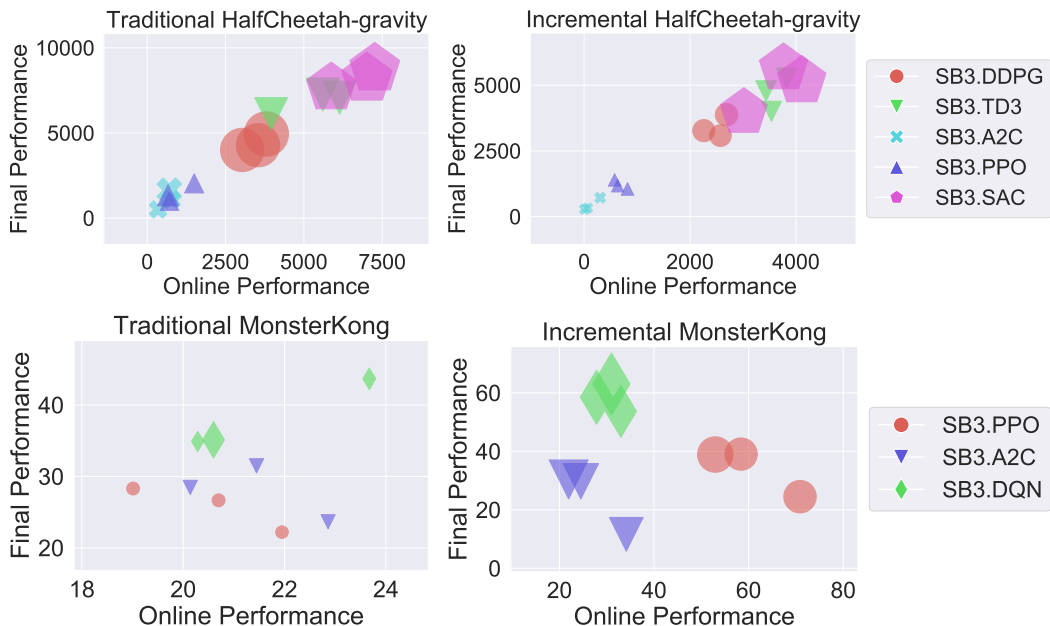 Traditional HalfCheetah-gravity
Final Performance
10000
5000
0
0 2500 5000 7500
Online Performance
Incremental HalfCheetah-gravity
Final Performance
5000
2500
0
0 2000 4000
Online Performance
SB3.DDPG
SB3.TD3
SB3.A2C
SB3.PPO
SB3.SAC
Traditional MonsterKong
Final Performance
40
30
20
18 20 22 24
Online Performance
Incremental MonsterKong
Final Performance
60
40
20
0
20 40 60 80
Online Performance
SB3.PPO
SB3.A2C
SB3.DQN